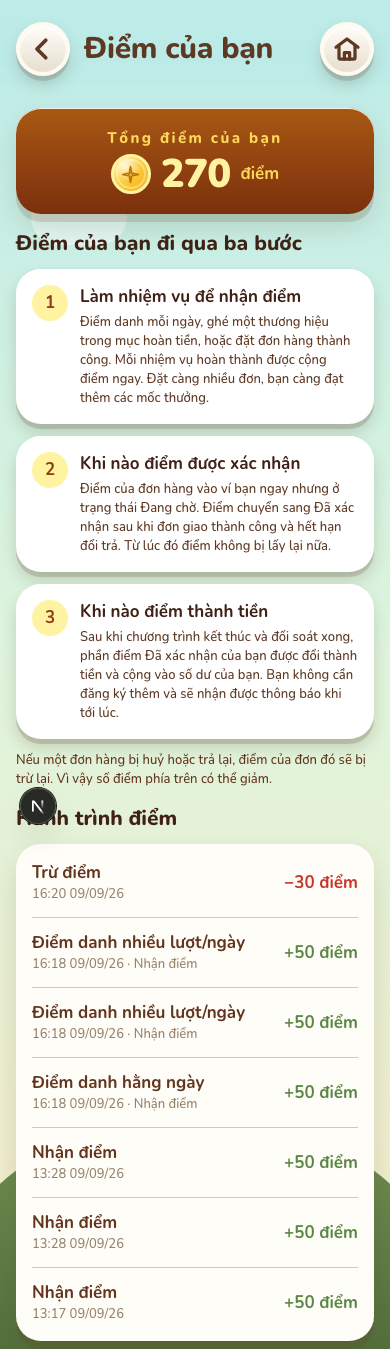 Điểm của bạn
Tổng điểm của bạn
270 điểm
Điểm của bạn đi qua ba bước
1
Làm nhiệm vụ để nhận điểm
Điểm danh mỗi ngày, ghé một thương hiệu
trong mục hoàn tiền, hoặc đặt đơn hàng thành
công. Mỗi nhiệm vụ hoàn thành được cộng
điểm ngay. Đặt càng nhiều đơn, bạn càng đạt
thêm các mốc thưởng.
2
Khi nào điểm được xác nhận
Điểm của đơn hàng vào ví bạn ngay nhưng ở
trạng thái Đang chờ. Điểm chuyển sang Đã xác
nhận sau khi đơn giao thành công và hết hạn
đổi trả. Từ lúc đó điểm không bị lấy lại nữa.
3
Khi nào điểm thành tiền
Sau khi chương trình kết thúc và đối soát xong,
phần điểm Đã xác nhận của bạn được đổi thành
tiền và cộng vào số dư của bạn. Bạn không cần
đăng ký thêm và sẽ nhận được thông báo khi
tới lúc.
Nếu một đơn hàng bị huỷ hoặc trả lại, điểm của đơn đó sẽ bị
trừ lại. Vì vậy số điểm phía trên có thể giảm.
N
trình điểm
Trừ điểm
−30 điểm
16:20 09/09/26
Điểm danh nhiều lượt/ngày
+50 điểm
16:18 09/09/26 · Nhận điểm
Điểm danh nhiều lượt/ngày
+50 điểm
16:18 09/09/26 · Nhận điểm
Điểm danh hằng ngày
+50 điểm
16:18 09/09/26 · Nhận điểm
Nhận điểm
+50 điểm
13:28 09/09/26
Nhận điểm
+50 điểm
13:28 09/09/26
Nhận điểm
+50 điểm
13:17 09/09/26